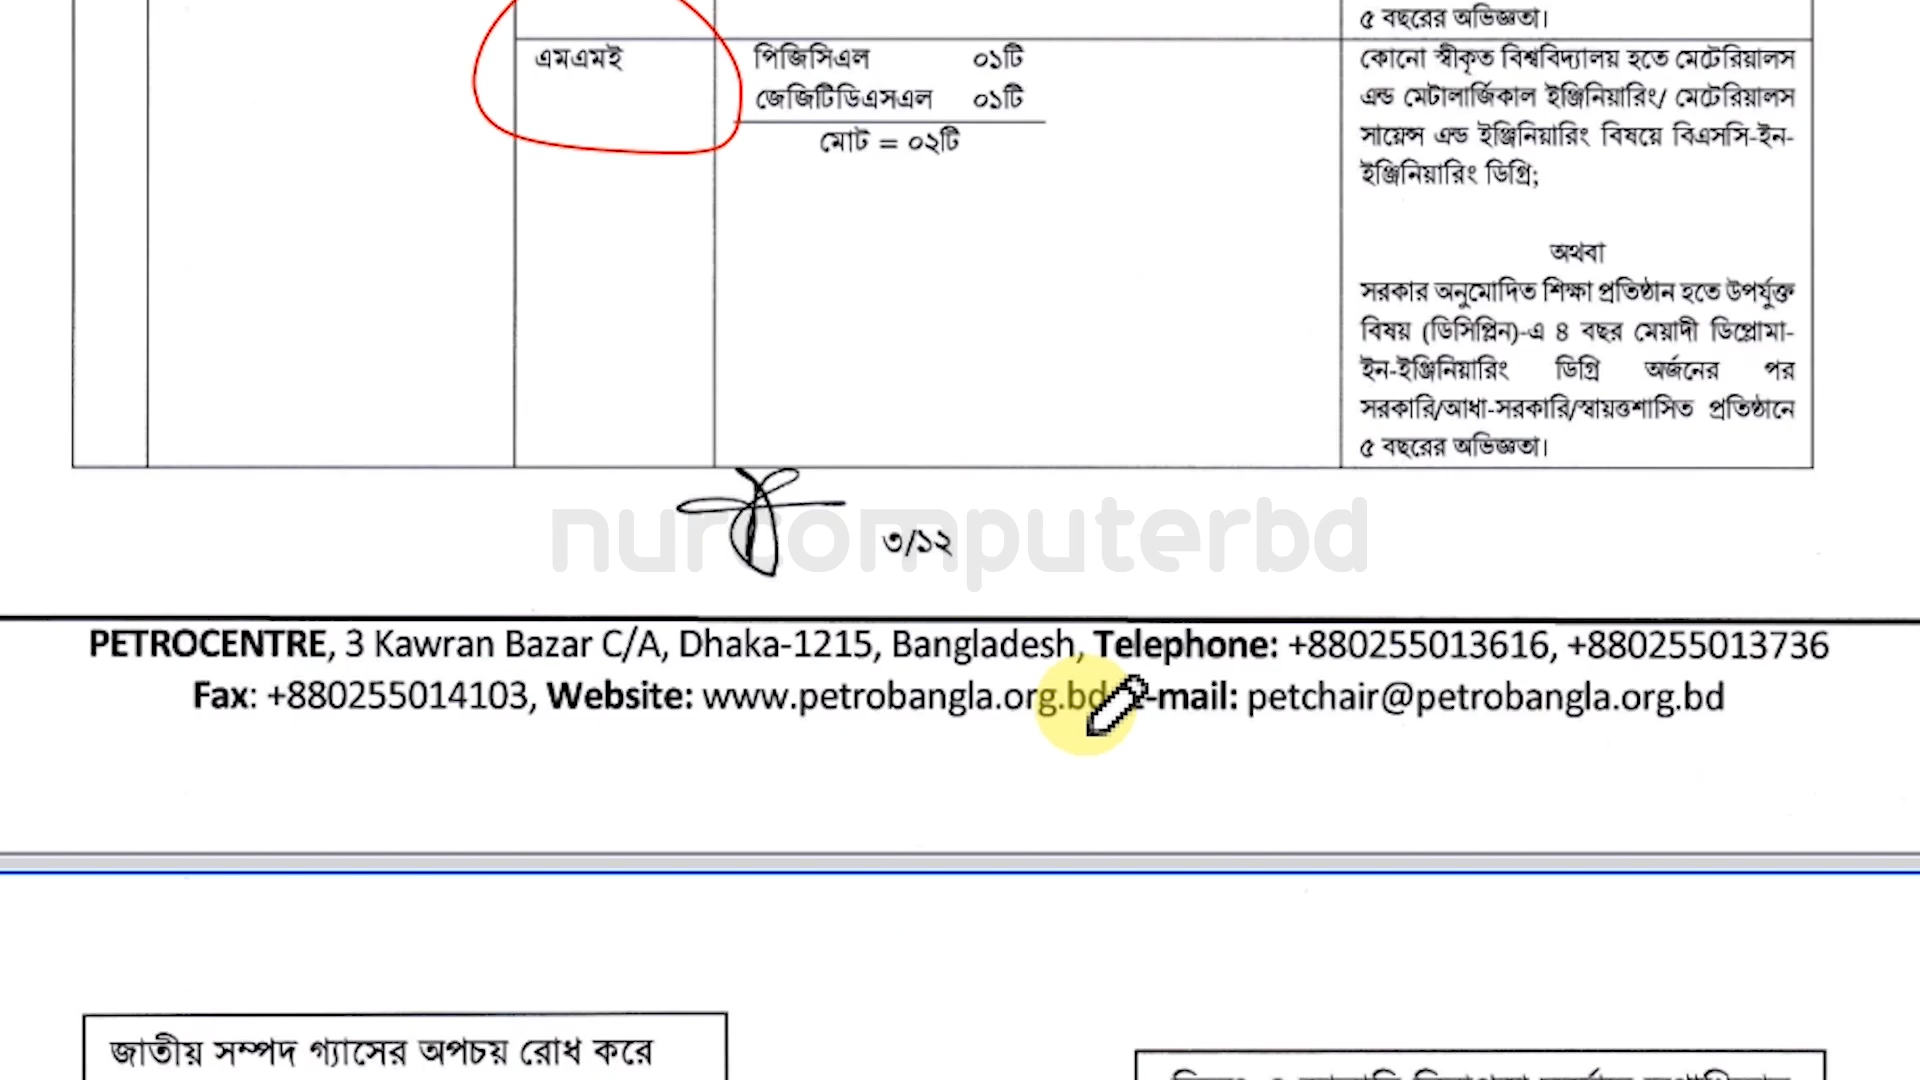 ৫ বছরের অভিজ্ঞতা।
এমএমই
পিজিসিএল ০১টি
জেজিটিডিএসএল ০১টি
মোট = ০২টি
কোনো স্বীকৃত বিশ্ববিদ্যালয় হতে মেটেরিয়ালস
এন্ড মেটালার্জিকাল ইঞ্জিনিয়ারিং/ মেটেরিয়ালস
সায়েন্স এন্ড ইঞ্জিনিয়ারিং বিষয়ে বিএসসি-ইন-
ইঞ্জিনিয়ারিং ডিগ্রি;
অথবা
সরকার অনুমোদিত শিক্ষা প্রতিষ্ঠান হতে উপর্যুক্ত
বিষয় (ডিসিপ্লিন)-এ ৪ বছর মেয়াদী ডিপ্লোমা-
ইন-ইঞ্জিনিয়ারিং ডিগ্রি অর্জনের পর
সরকারি/আধা-সরকারি/স্বায়ত্তশাসিত প্রতিষ্ঠানে
৫ বছরের অভিজ্ঞতা।
nurcomputerbd
৩/১২
PETROCENTRE, 3 Kawran Bazar C/A, Dhaka-1215, Bangladesh, Telephone: +880255013616, +880255013736
Fax: +880255014103, Website: www.petrobangla.org.bd e-mail: petchair@petrobangla.org.bd
জাতীয় সম্পদ গ্যাসের অপচয় রোধ করে